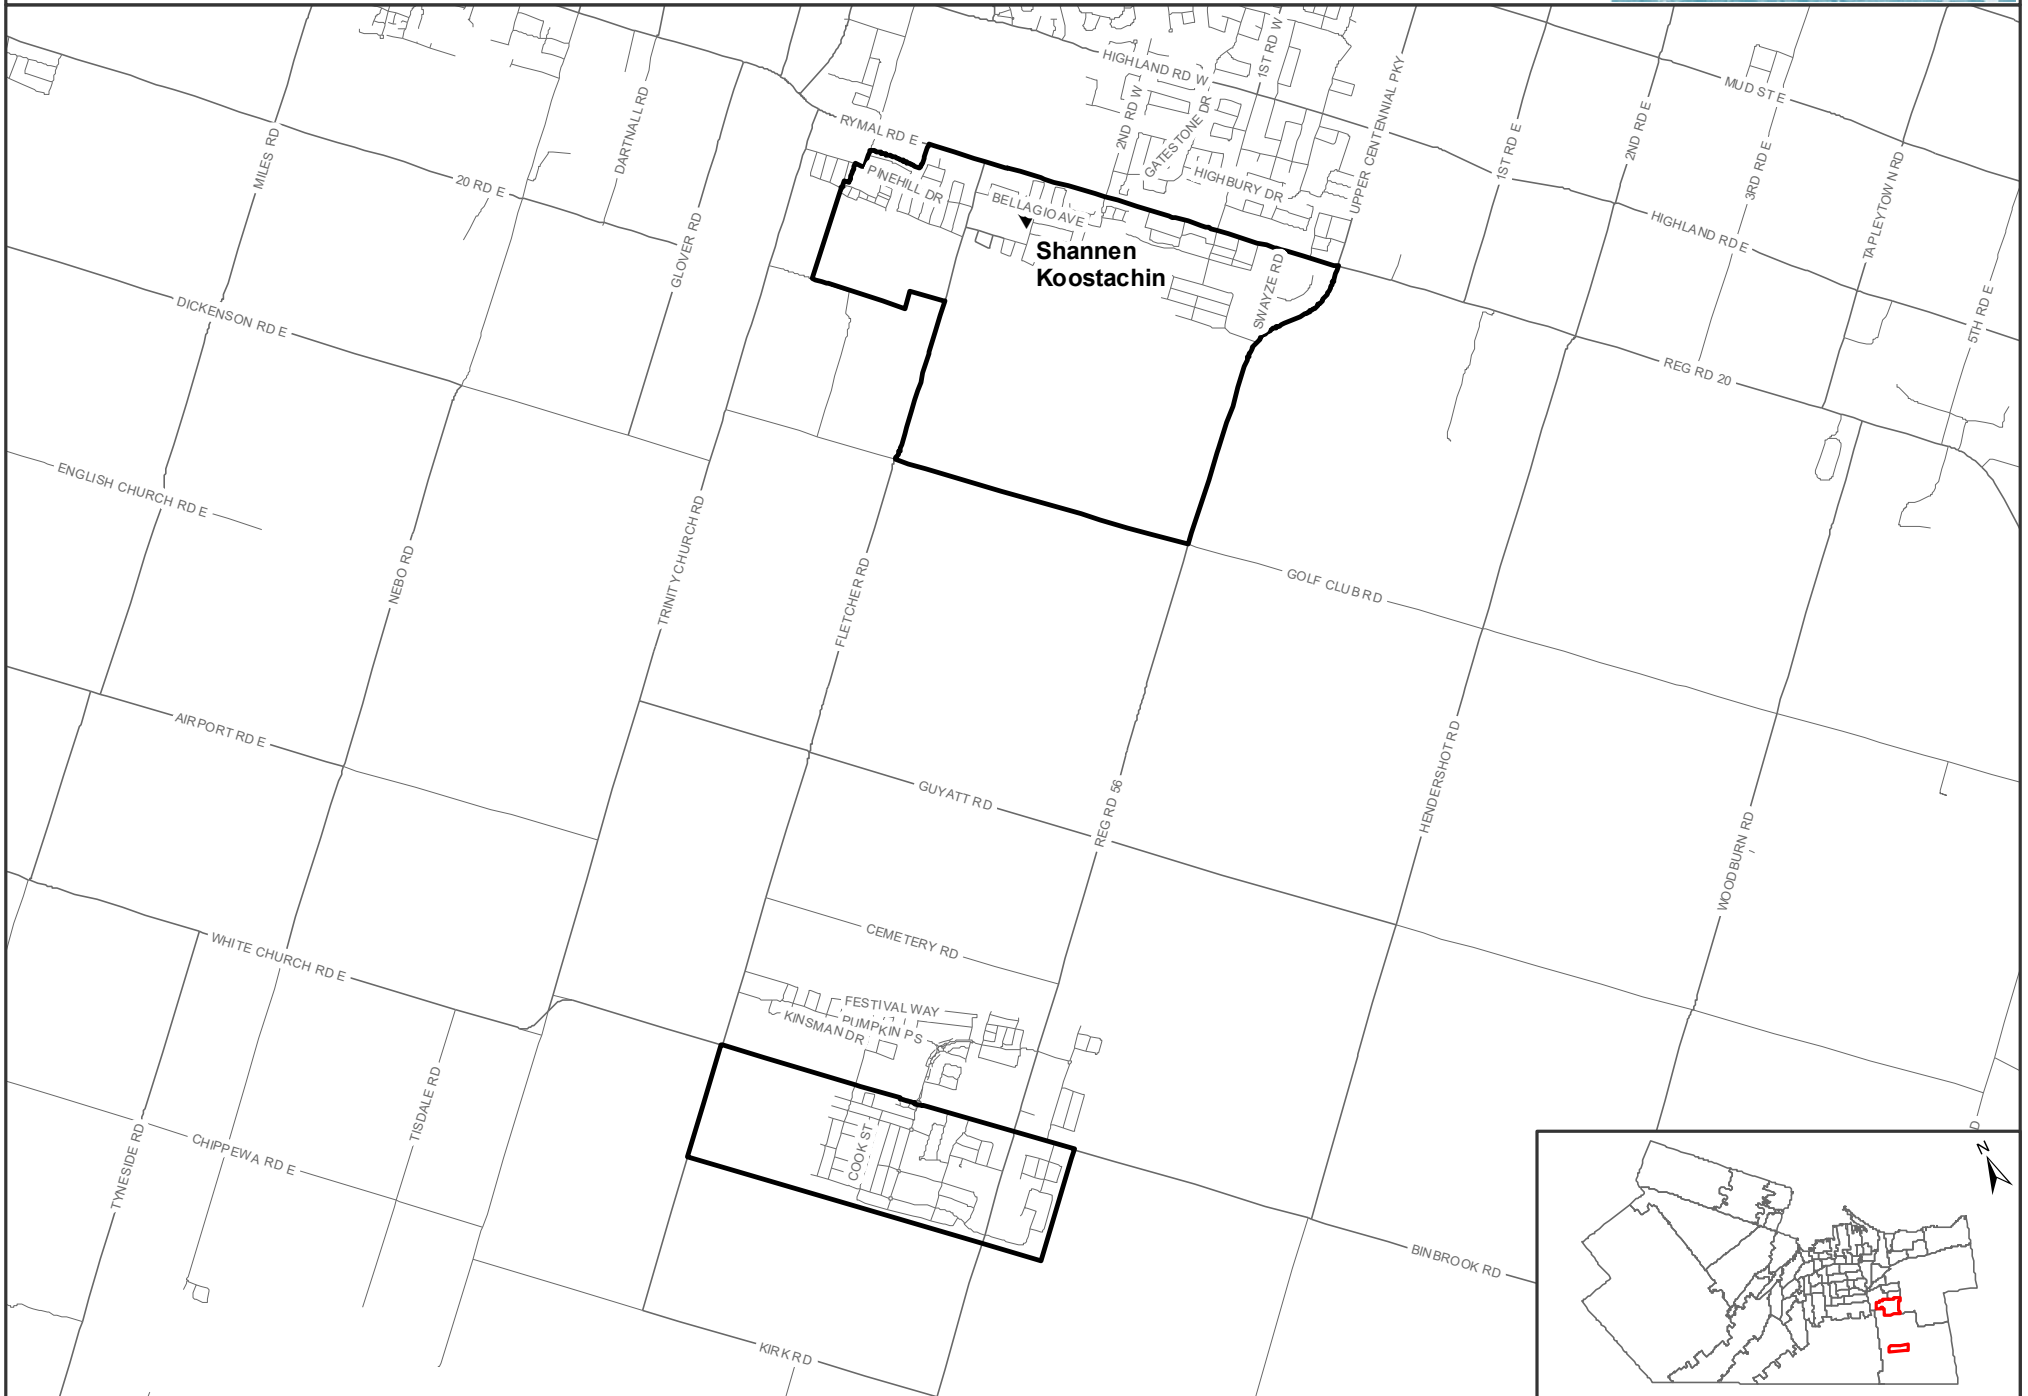 HIGHLAND RD W
1ST RD W
UPPER CENTENNIAL PKY
MUD ST E
DARTNALL RD
MILES RD
RYMAL RD E
2ND RD W
GATESTONE DR
1ST RD E
2ND RD E
3RD RD E
TAPLEYTOWN RD
20 RD E
PINEHILL DR
HIGHBURY DR
BELLAGIO AVE
HIGHLAND RD E
GLOVER RD
Shannen
Koostachin
SWAYZE RD
5TH RD E
DICKENSON RD E
REG RD 20
ENGLISH CHURCH RD E
TRINITY CHURCH RD
NEBO RD
FLETCHER RD
GOLF CLUB RD
AIRPORT RD E
GUYATT RD
REG RD 56
HENDERSHOT RD
WOODBURN RD
WHITE CHURCH RD E
CEMETERY RD
FESTIVAL WAY
PUMPKIN PS
KINSMAN DR
TISDALE RD
TYNESIDE RD
CHIPPEWA RD E
COOK ST
D
N
BINBROOK RD
KIRK RD